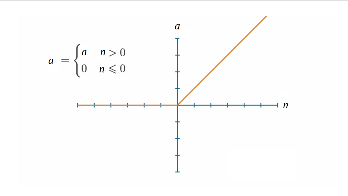 a
a = { a n > 0
0 n ⩽ 0
n